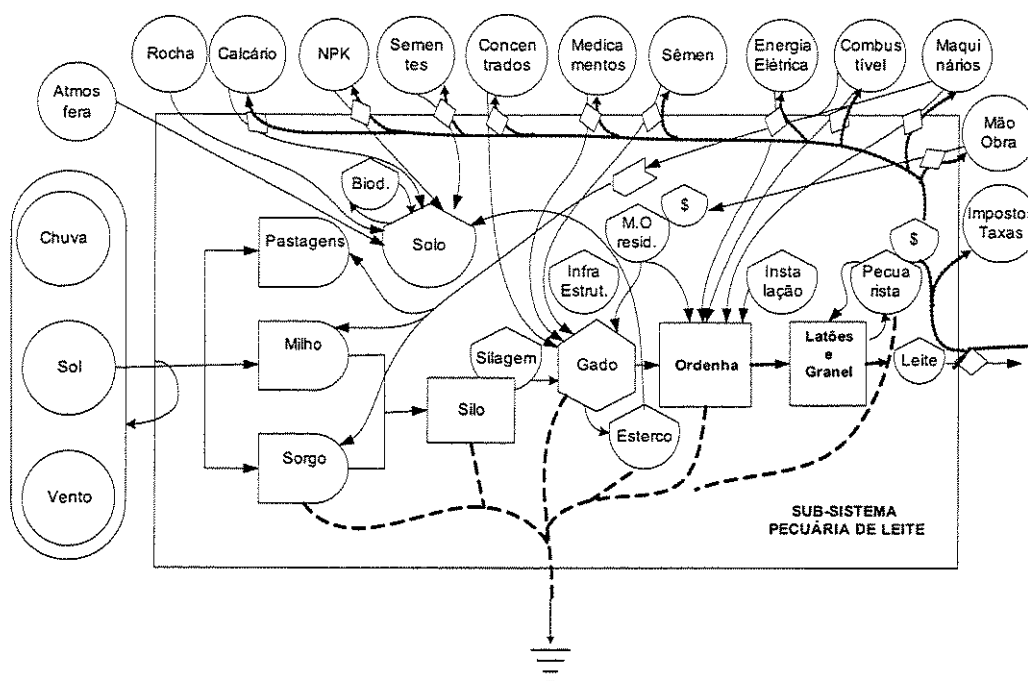 Rocha
Calcário
NPK
Semen
tes
Concen
trados
Medica
mentos
Sêmen
Energia
Elétrica
Combus
tível
Maqui
nários
Atmos
fera
Mão
Obra
Biod.
$
Chuva
Pastagens
Solo
M.O
resid.
$
Impostos
Taxas
Infra
Estrut.
Insta
lação
Pecua
rista
Sol
Milho
Silagem
Gado
Ordenha
Latões
e
Granel
Leite
Silo
Sorgo
Esterco
Vento
SUB-SISTEMA
PECUÁRIA DE LEITE